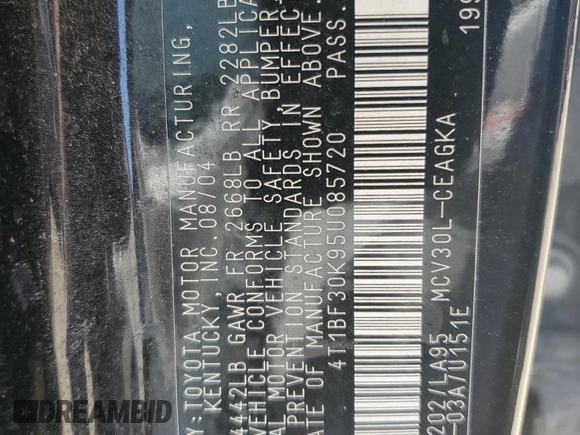 Y:TOYOTA MOTOR MANUFACTURING,
KENTUCKY, INC. 08/04
4442LB GAWR FR 2668LB RR 2282LB
VEHICLE CONFORMS TO ALL APPLICA
AL MOTOR VEHICLE SAFETY, BUMPER,
PREVENTION STANDARDS IN EFFEC
ATE OF MANUFACTURE SHOWN ABOVE.
4T1BF30K95U085720 PASS.
202/LA95 MCV30L-CEAGKA
-03A/U151E 199
DREAMBID